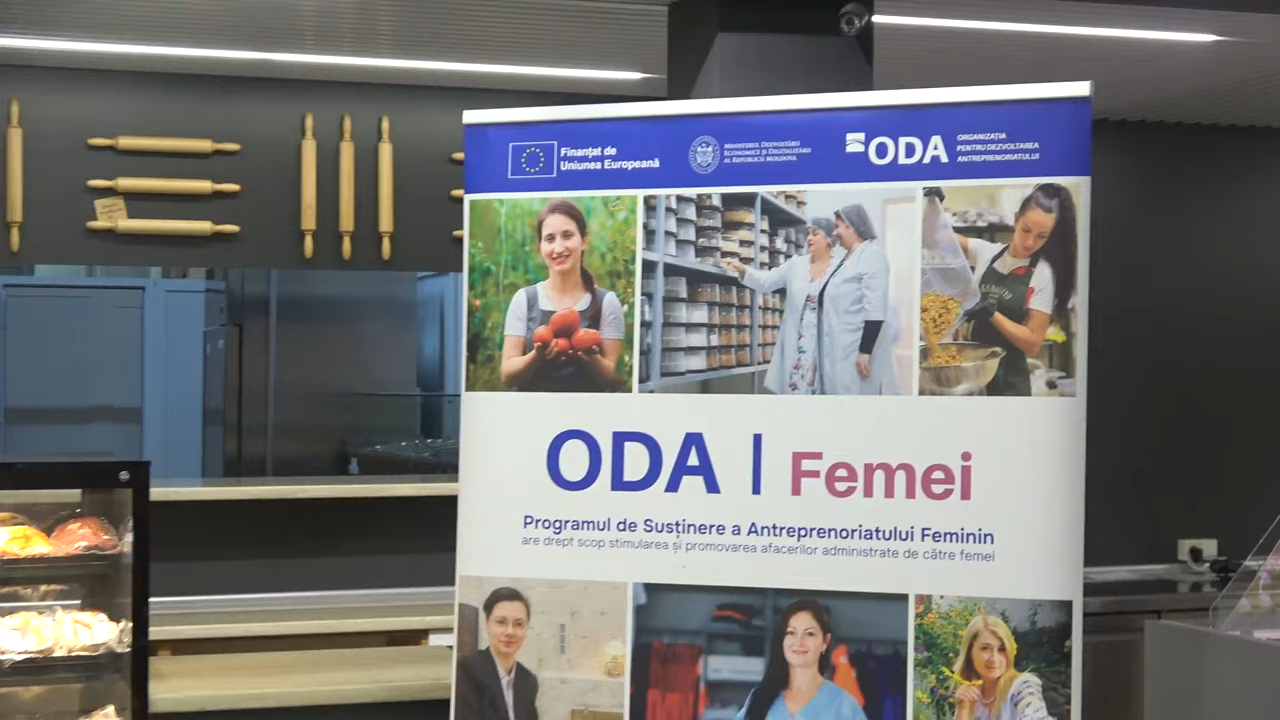 Finanțat de
Uniunea Europeană
Ministerul Dezvoltării
Economice și Digitalizării
al Republicii Moldova
ODA
ORGANIZAȚIA
PENTRU DEZVOLTAREA
ANTREPRENORIATULUI
ODA | Femei
Programul de Susținere a Antreprenoriatului Feminin
are drept scop stimularea și promovarea afacerilor administrate de către femei